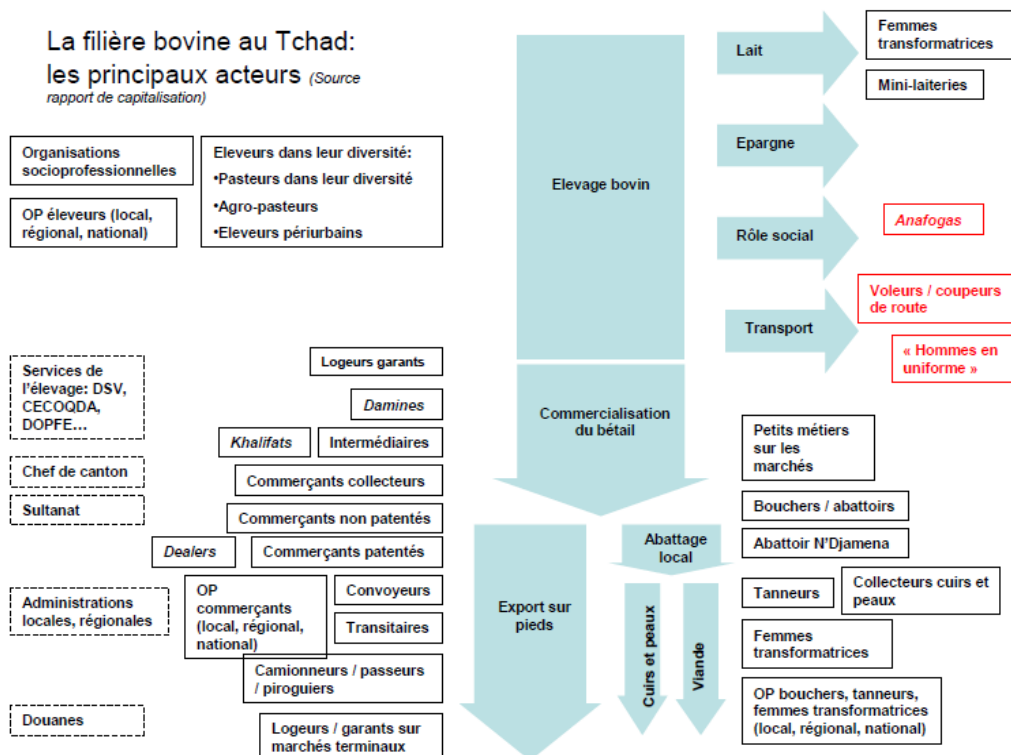 La filière bovine au Tchad:
les principaux acteurs (Source
rapport de capitalisation)
Organisations
socioprofessionnelles
OP éleveurs (local,
régional, national)
Eleveurs dans leur diversité:
•Pasteurs dans leur diversité
•Agro-pasteurs
•Eleveurs périurbains
Elevage bovin
Lait
Epargne
Rôle social
Transport
Femmes
transformatrices
Mini-laiteries
Anafogas
Voleurs / coupeurs
de route
« Hommes en
uniforme »
Services de
l'élevage: DSV,
CECOQDA,
DOPFE…
Chef de canton
Sultanat
Administrations
locales, régionales
Douanes
Logeurs garants
Damines
Khalifats
Intermédiaires
Commerçants collecteurs
Commerçants non patentés
Dealers
Commerçants patentés
OP
commerçants
(local, régional,
national)
Convoyeurs
Transitaires
Camionneurs / passeurs
/ piroguiers
Logeurs / garants sur
marchés terminaux
Commercialisation
du bétail
Export sur
pieds
Abattage
local
Cuirs et peaux
Viande
Petits métiers
sur les
marchés
Bouchers / abattoirs
Abattoir N'Djamena
Tanneurs
Collecteurs cuirs et
peaux
Femmes
transformatrices
OP bouchers, tanneurs,
femmes transformatrices
(local, régional, national)